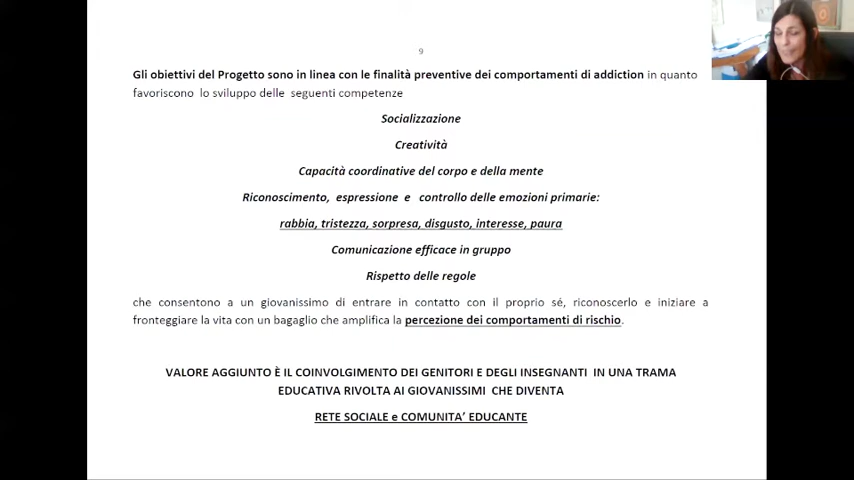 9
Gli obiettivi del Progetto sono in linea con le finalità preventive dei comportamenti di addiction in quanto
favoriscono lo sviluppo delle seguenti competenze
Socializzazione
Creatività
Capacità coordinative del corpo e della mente
Riconoscimento, espressione e controllo delle emozioni primarie:
rabbia, tristezza, sorpresa, disgusto, interesse, paura
Comunicazione efficace in gruppo
Rispetto delle regole
che consentono a un giovanissimo di entrare in contatto con il proprio sé, riconoscerlo e iniziare a
fronteggiare la vita con un bagaglio che amplifica la percezione dei comportamenti di rischio.
VALORE AGGIUNTO È IL COINVOLGIMENTO DEI GENITORI E DEGLI INSEGNANTI IN UNA TRAMA
EDUCATIVA RIVOLTA AI GIOVANISSIMI CHE DIVENTA
RETE SOCIALE e COMUNITA' EDUCANTE